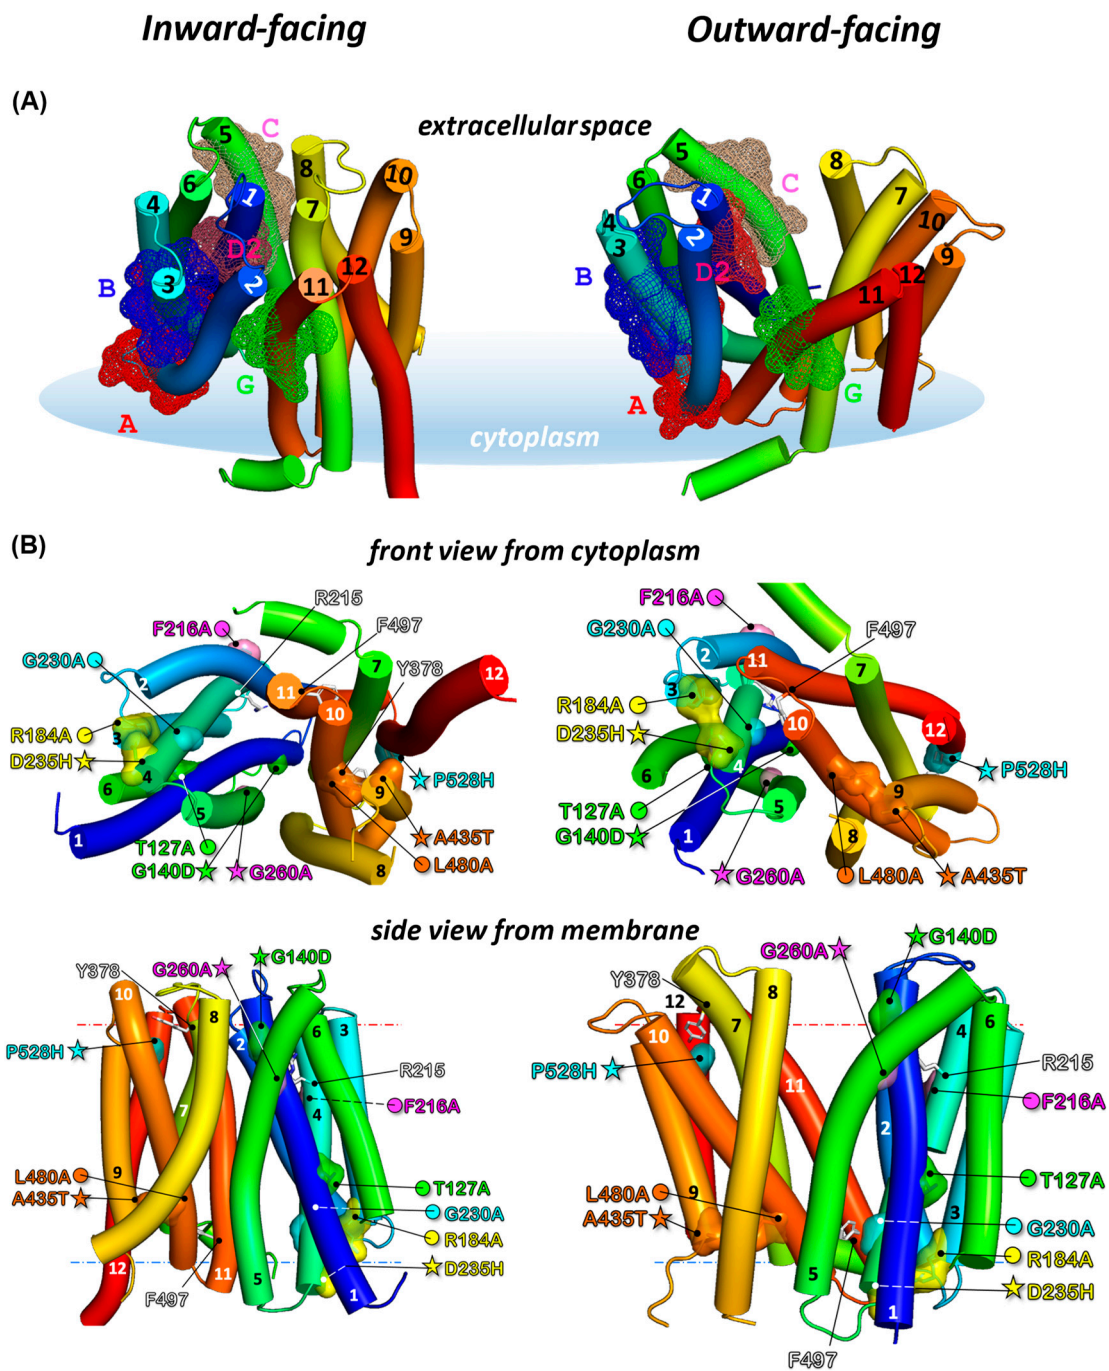 Inward-facing
Outward-facing
(A)
extracellular space
5
C
8
10
6
1
4
7
9
D2
B
3
2
12
11
G
A
cytoplasm
5
8
C
6
1
7
10
4
3
2
9
B
D2
12
11
A
G
(B)
front view from cytoplasm
R215
F216A
F497
G230A
Y378
7
12
2
11
10
R184A
3
D235H
4
P528H
6
9
5
1
A435T
T127A
8
L480A
G140D
G260A
F216A
G230A
F497
2
11
7
R184A
3
10
12
D235H
P528H
4
6
9
T127A
5
G140D
1
8
G260A
L480A
A435T
side view from membrane
G260A
G140D
Y378
10
8
6
3
2
P528H
R215
4
F216A
7
9
L480A
T127A
A435T
G230A
R184A
12
11
5
D235H
1
F497
G260A
G140D
Y378
8
12
7
6
10
4
P528H
R215
11
F216A
2
T127A
L480A
9
3
A435T
G230A
R184A
5
D235H
1
F497